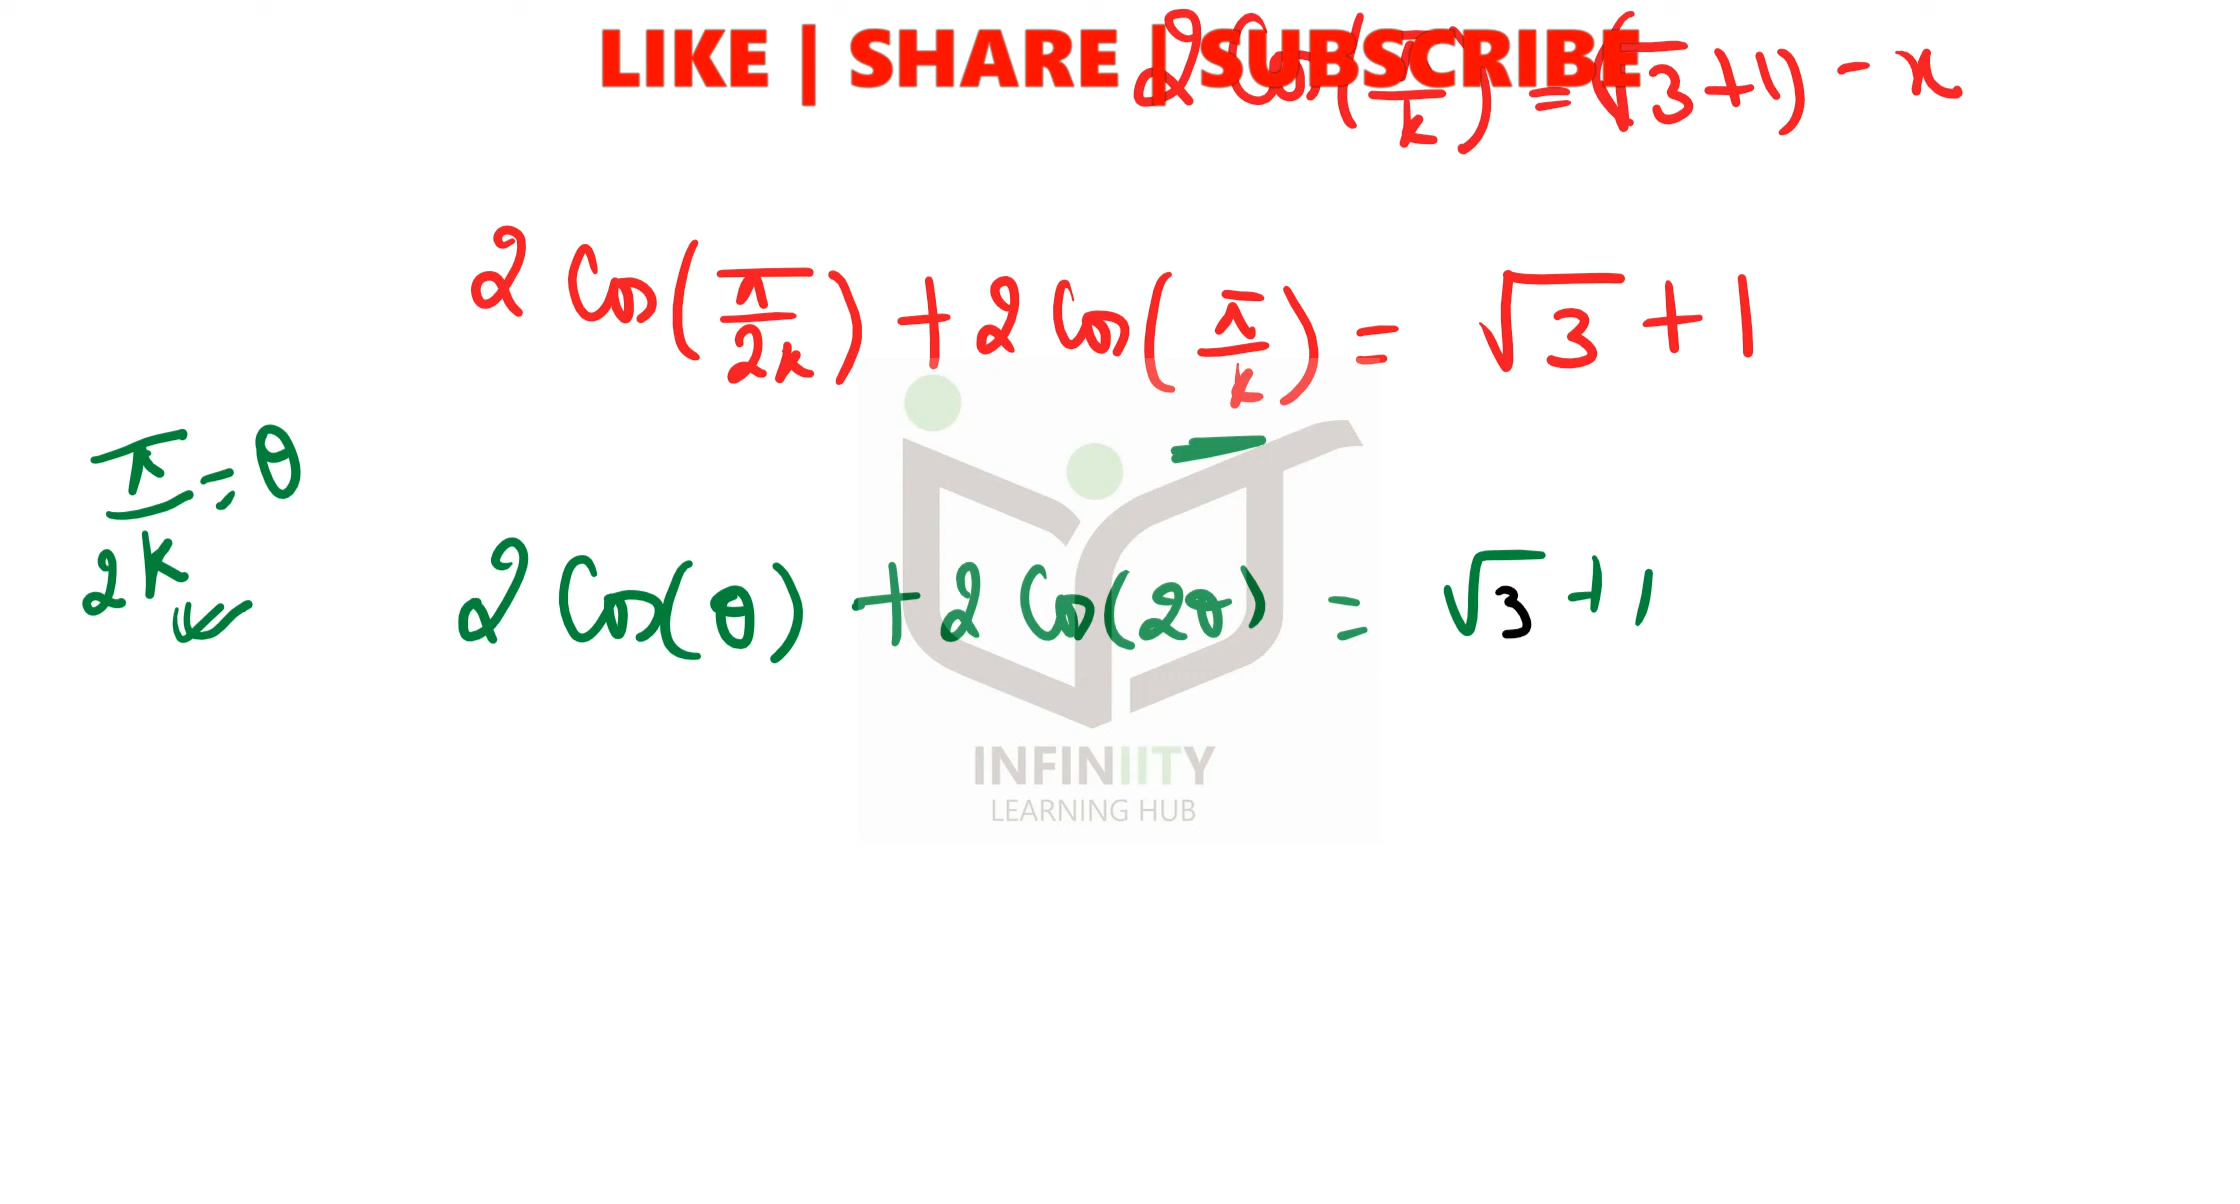 LIKE | SHARE | SUBSCRIBE
2 Cos(π/k) = (√3+1) - x
2 Cos(π/2k) + 2 Cos(π/k) = √3 + 1
π/2k = θ
2 Cos(θ) + 2 Cos(2θ) = √3 + 1
INFINIITY
LEARNING HUB